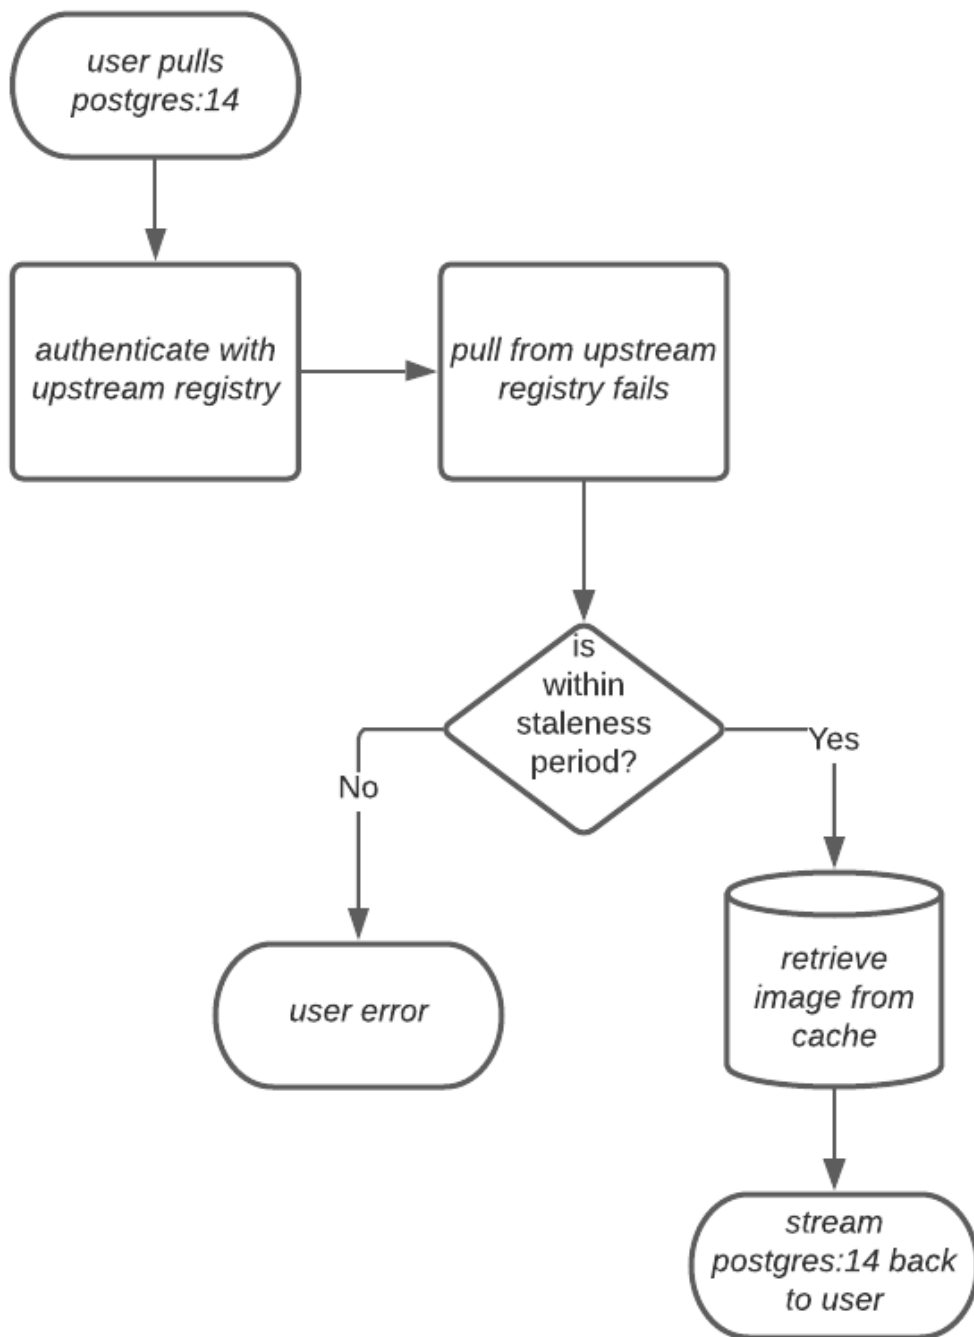 user pulls
postgres:14
authenticate with
upstream registry
pull from upstream
registry fails
is
within
staleness
period?
No
Yes
user error
retrieve
image from
cache
stream
postgres:14 back
to user